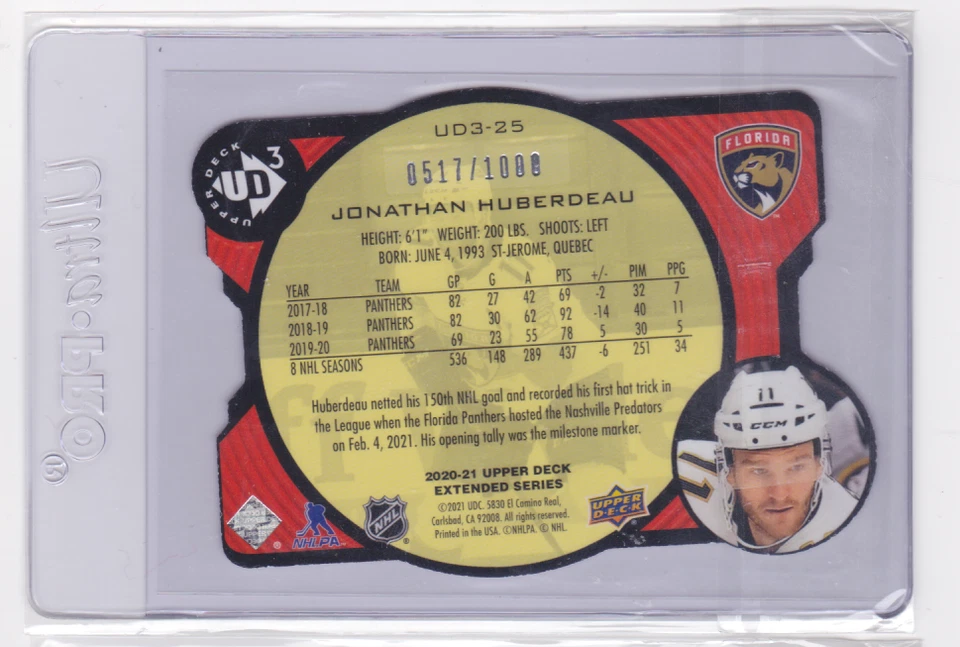 UD3-25
0517/1000
JONATHAN HUBERDEAU
HEIGHT: 6'1" WEIGHT: 200 LBS. SHOOTS: LEFT
BORN: JUNE 4, 1993 ST-JEROME, QUEBEC
YEAR TEAM GP G A PTS +/- PIM PPG
2017-18 PANTHERS 82 27 42 69 -2 32 7
2018-19 PANTHERS 82 30 62 92 -14 40 11
2019-20 PANTHERS 69 23 55 78 5 30 5
8 NHL SEASONS 536 148 289 437 -6 251 34
Huberdeau netted his 150th NHL goal and recorded his first hat trick in
the League when the Florida Panthers hosted the Nashville Predators
on Feb. 4, 2021. His opening tally was the milestone marker.
2020-21 UPPER DECK
EXTENDED SERIES
©2021 UDC. 5830 El Camino Real,
Carlsbad, CA 92008. All rights reserved.
Printed in the USA. ©NHLPA. © NHL.
UPPER DECK
UD
3
FLORIDA
11
CCM
11
®
NHLPA
NHL
®
UPPER
DECK
Ultra•PRO
®